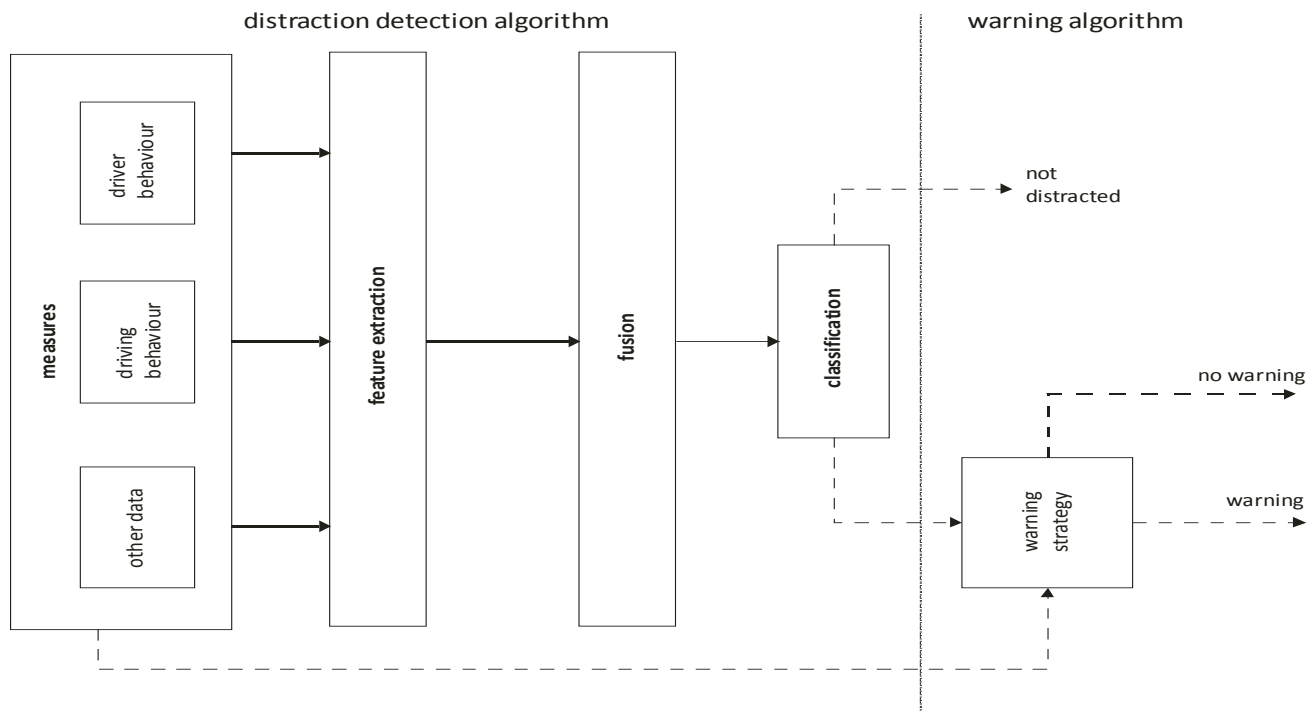 distraction detection algorithm
warning algorithm
measures
driver
behaviour
driving
behaviour
other data
feature extraction
fusion
classification
not
distracted
no warning
warning
strategy
warning